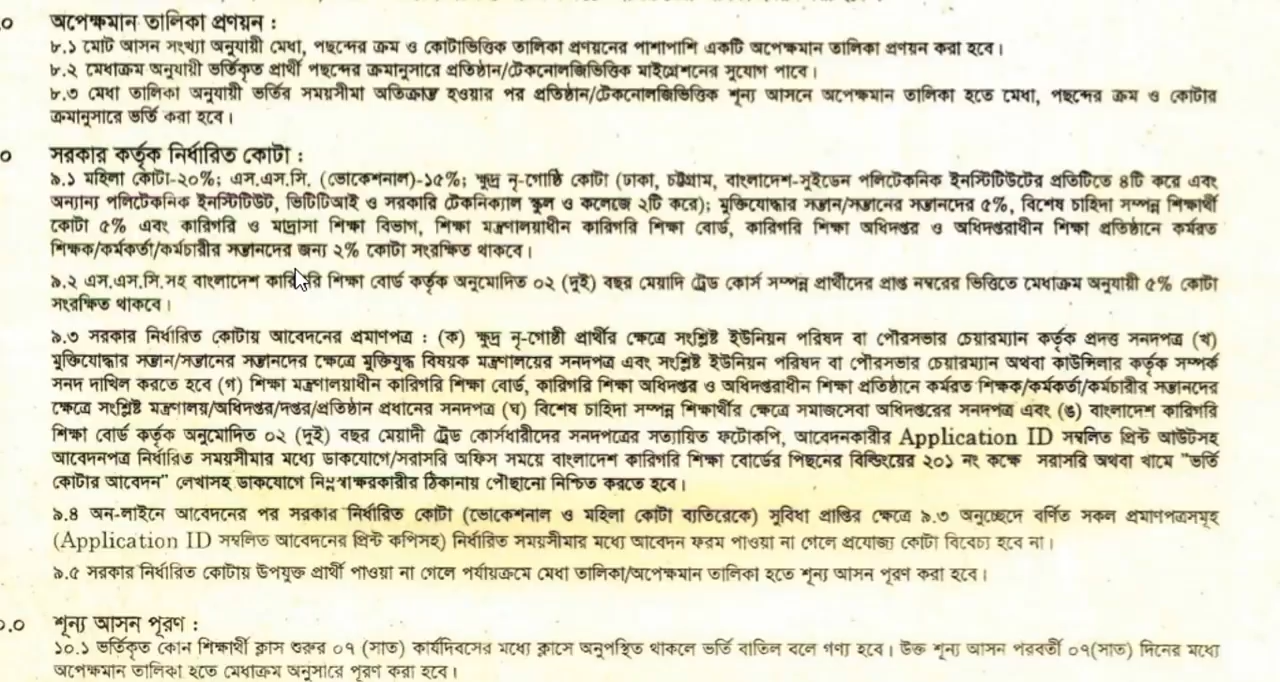 .০ অপেক্ষমান তালিকা প্রণয়ন :
৮.১ মোট আসন সংখ্যা অনুযায়ী মেধা, পছন্দের ক্রম ও কোটাভিত্তিক তালিকা প্রণয়নের পাশাপাশি একটি অপেক্ষমান তালিকা প্রণয়ন করা হবে।
৮.২ মেধাক্রম অনুযায়ী ভর্তিকৃত প্রার্থী পছন্দের ক্রমানুসারে প্রতিষ্ঠান/টেকনোলজিভিত্তিক মাইগ্রেশনের সুযোগ পাবে।
৮.৩ মেধা তালিকা অনুযায়ী ভর্তির সময়সীমা অতিক্রান্ত হওয়ার পর প্রতিষ্ঠান/টেকনোলজিভিত্তিক শূন্য আসনে অপেক্ষমান তালিকা হতে মেধা, পছন্দের ক্রম ও কোটার
ক্রমানুসারে ভর্তি করা হবে।
০ সরকার কর্তৃক নির্ধারিত কোটা :
৯.১ মহিলা কোটা-২০%; এস.এস.সি. (ভোকেশনাল)-১৫%; ক্ষুদ্র নৃ-গোষ্ঠি কোটা (ঢাকা, চট্টগ্রাম, বাংলাদেশ-সুইডেন পলিটেকনিক ইনস্টিটিউটের প্রতিটিতে ৪টি করে এবং
অন্যান্য পলিটেকনিক ইনস্টিটিউট, ভিটিটিআই ও সরকারি টেকনিক্যাল স্কুল ও কলেজে ২টি করে); মুক্তিযোদ্ধার সন্তান/সন্তানের সন্তানদের ৫%, বিশেষ চাহিদা সম্পন্ন শিক্ষার্থী
কোটা ৫% এবং কারিগরি ও মাদ্রাসা শিক্ষা বিভাগ, শিক্ষা মন্ত্রণালয়াধীন কারিগরি শিক্ষা বোর্ড, কারিগরি শিক্ষা অধিদপ্তর ও অধিদপ্তরাধীন শিক্ষা প্রতিষ্ঠানে কর্মরত
শিক্ষক/কর্মকর্তা/কর্মচারীর সন্তানদের জন্য ২% কোটা সংরক্ষিত থাকবে।
৯.২ এস.এস.সি.সহ বাংলাদেশ কারিগরি শিক্ষা বোর্ড কর্তৃক অনুমোদিত ০২ (দুই) বছর মেয়াদি ট্রেড কোর্স সম্পন্ন প্রার্থীদের প্রাপ্ত নম্বরের ভিত্তিতে মেধাক্রম অনুযায়ী ৫% কোটা
সংরক্ষিত থাকবে।
৯.৩ সরকার নির্ধারিত কোটায় আবেদনের প্রমাণপত্র : (ক) ক্ষুদ্র নৃ-গোষ্ঠী প্রার্থীর ক্ষেত্রে সংশ্লিষ্ট ইউনিয়ন পরিষদ বা পৌরসভার চেয়ারম্যান কর্তৃক প্রদত্ত সনদপত্র (খ)
মুক্তিযোদ্ধার সন্তান/সন্তানের সন্তানদের ক্ষেত্রে মুক্তিযুদ্ধ বিষয়ক মন্ত্রণালয়ের সনদপত্র এবং সংশ্লিষ্ট ইউনিয়ন পরিষদ বা পৌরসভার চেয়ারম্যান অথবা কাউন্সিলার কর্তৃক সম্পর্ক
সনদ দাখিল করতে হবে (গ) শিক্ষা মন্ত্রণালয়াধীন কারিগরি শিক্ষা বোর্ড, কারিগরি শিক্ষা অধিদপ্তর ও অধিদপ্তরাধীন শিক্ষা প্রতিষ্ঠানে কর্মরত শিক্ষক/কর্মকর্তা/কর্মচারীর সন্তানদের
ক্ষেত্রে সংশ্লিষ্ট মন্ত্রণালয়/অধিদপ্তর/দপ্তর/প্রতিষ্ঠান প্রধানের সনদপত্র (ঘ) বিশেষ চাহিদা সম্পন্ন শিক্ষার্থীর ক্ষেত্রে সমাজসেবা অধিদপ্তরের সনদপত্র এবং (ঙ) বাংলাদেশ কারিগরি
শিক্ষা বোর্ড কর্তৃক অনুমোদিত ০২ (দুই) বছর মেয়াদী ট্রেড কোর্সধারীদের সনদপত্রের সত্যায়িত ফটোকপি, আবেদনকারীর Application ID সম্বলিত প্রিন্ট আউটসহ
আবেদনপত্র নির্ধারিত সময়সীমার মধ্যে ডাকযোগে/সরাসরি অফিস সময়ে বাংলাদেশ কারিগরি শিক্ষা বোর্ডের পিছনের বিল্ডিংয়ের ২০১ নং কক্ষে সরাসরি অথবা খামে "ভর্তি
কোটার আবেদন" লেখাসহ ডাকযোগে নিম্নস্বাক্ষরকারীর ঠিকানায় পৌছানো নিশ্চিত করতে হবে।
৯.৪ অন-লাইনে আবেদনের পর সরকার নির্ধারিত কোটা (ভোকেশনাল ও মহিলা কোটা ব্যতিরেকে) সুবিধা প্রাপ্তির ক্ষেত্রে ৯.৩ অনুচ্ছেদে বর্ণিত সকল প্রমাণপত্রসমূহ
(Application ID সম্বলিত আবেদনের প্রিন্ট কপিসহ) নির্ধারিত সময়সীমার মধ্যে আবেদন ফরম পাওয়া না গেলে প্রযোজ্য কোটা বিবেচ্য হবে না।
৯.৫ সরকার নির্ধারিত কোটায় উপযুক্ত প্রার্থী পাওয়া না গেলে পর্যায়ক্রমে মেধা তালিকা/অপেক্ষমান তালিকা হতে শূন্য আসন পূরণ করা হবে।
০.০ শূন্য আসন পূরণ :
১০.১ ভর্তিকৃত কোন শিক্ষার্থী ক্লাস শুরুর ০৭ (সাত) কার্যদিবসের মধ্যে ক্লাসে অনুপস্থিত থাকলে ভর্তি বাতিল বলে গণ্য হবে। উক্ত শূন্য আসন পরবর্তী ০৭(সাত) দিনের মধ্যে
অপেক্ষমান তালিকা হতে মেধাক্রম অনুসারে পূরণ করা হবে।